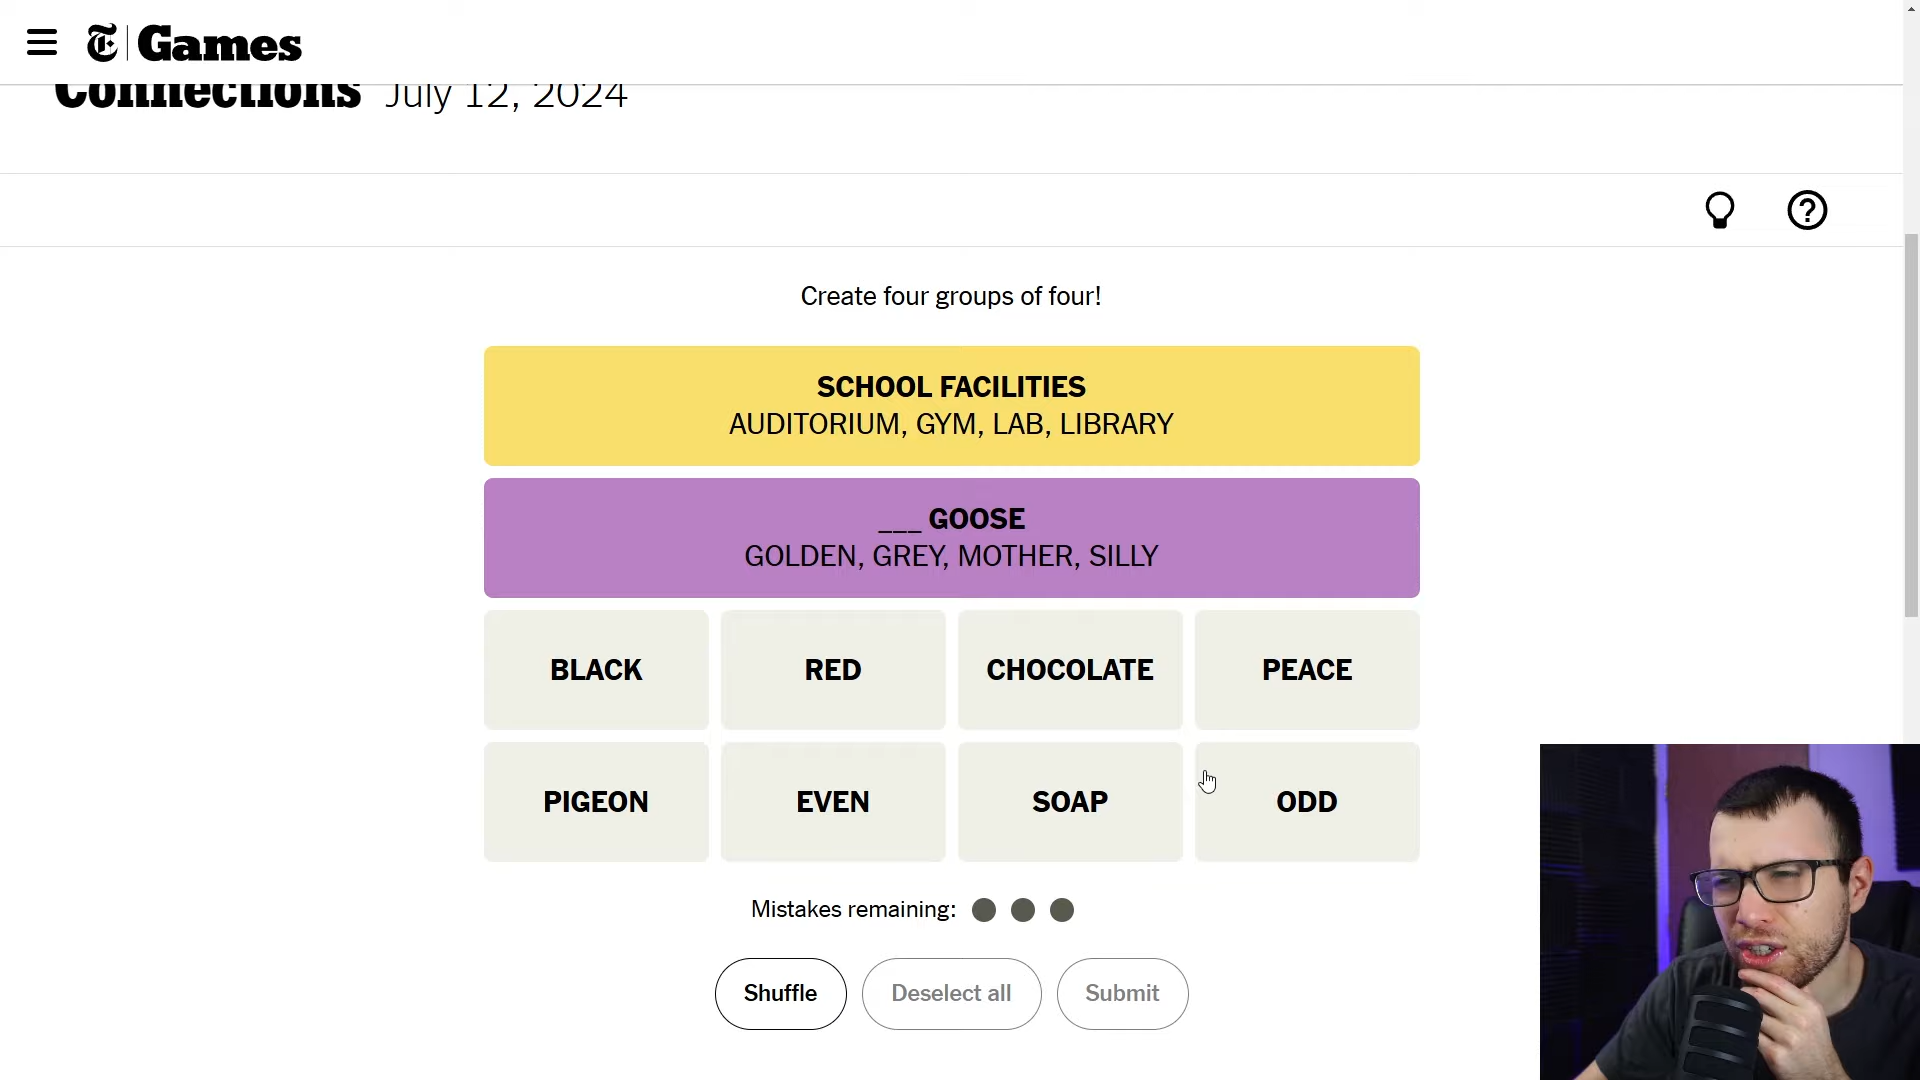 T Games
Connections July 12, 2024
Create four groups of four!
SCHOOL FACILITIES
AUDITORIUM, GYM, LAB, LIBRARY
___ GOOSE
GOLDEN, GREY, MOTHER, SILLY
BLACK RED CHOCOLATE PEACE
PIGEON EVEN SOAP ODD
Mistakes remaining:
Shuffle Deselect all Submit